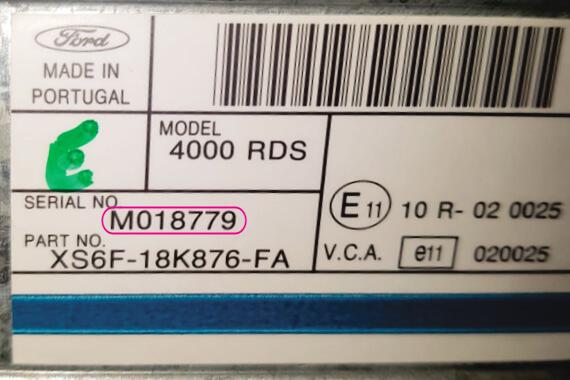 Ford
MADE IN
PORTUGAL
E
MODEL
4000 RDS
SERIAL NO.
M018779
PART NO.
XS6F-18K876-FA
E 11 10 R- 02 0025
V.C.A. e11 020025